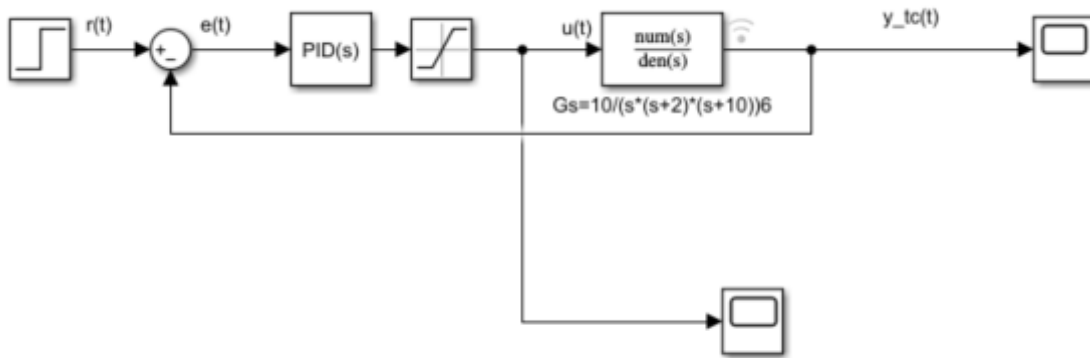 r(t)
+
−
e(t)
PID(s)
u(t)
num(s)
den(s)
Gs=10/(s*(s+2)*(s+10))6
y_tc(t)